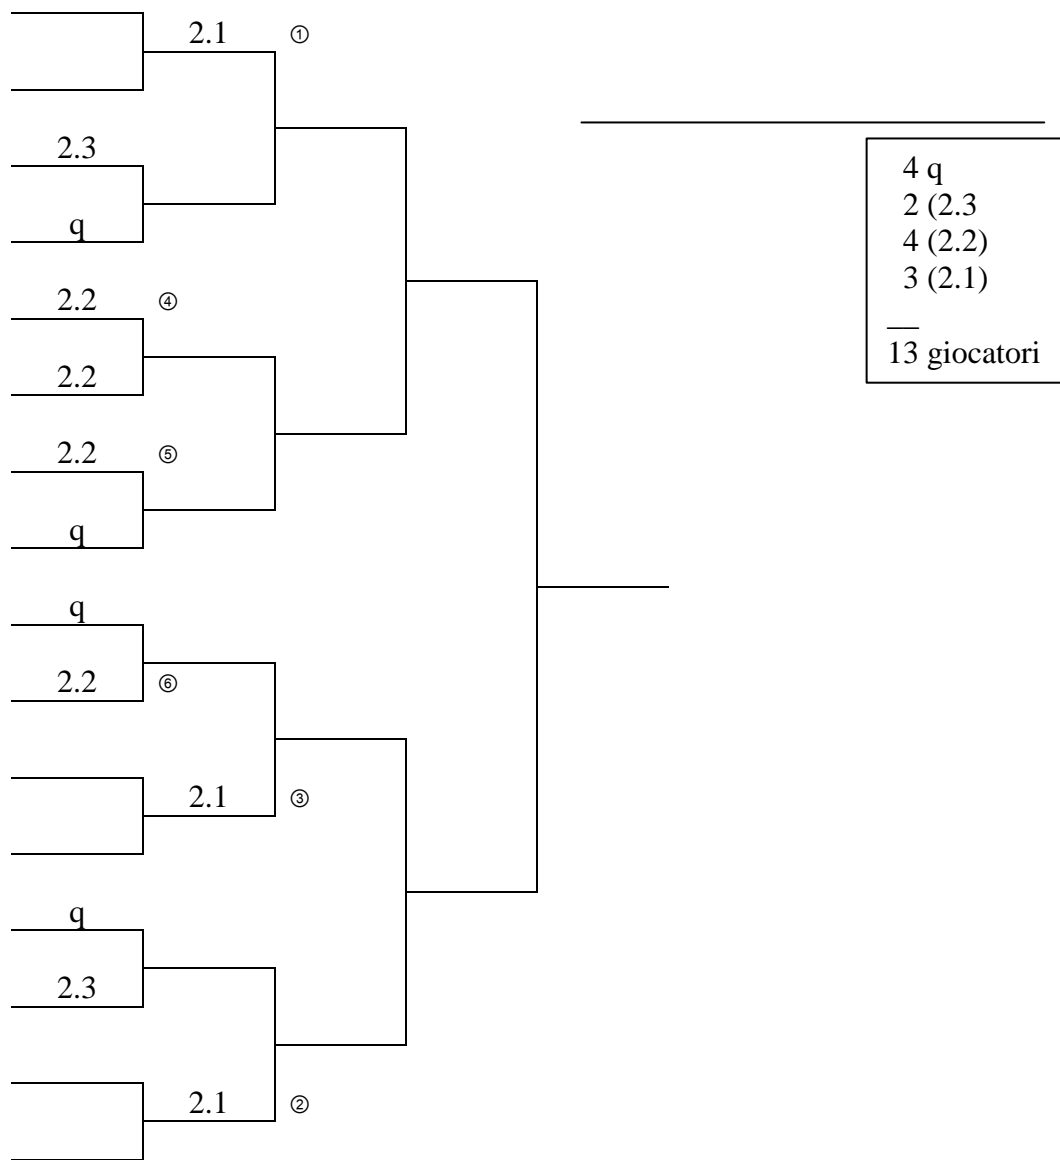 2.1 ①
2.3
q
2.2 ④
2.2
2.2 ⑤
q
q
2.2 ⑥
2.1 ③
q
2.3
2.1 ②
4 q
2 (2.3
4 (2.2)
3 (2.1)
__
13 giocatori